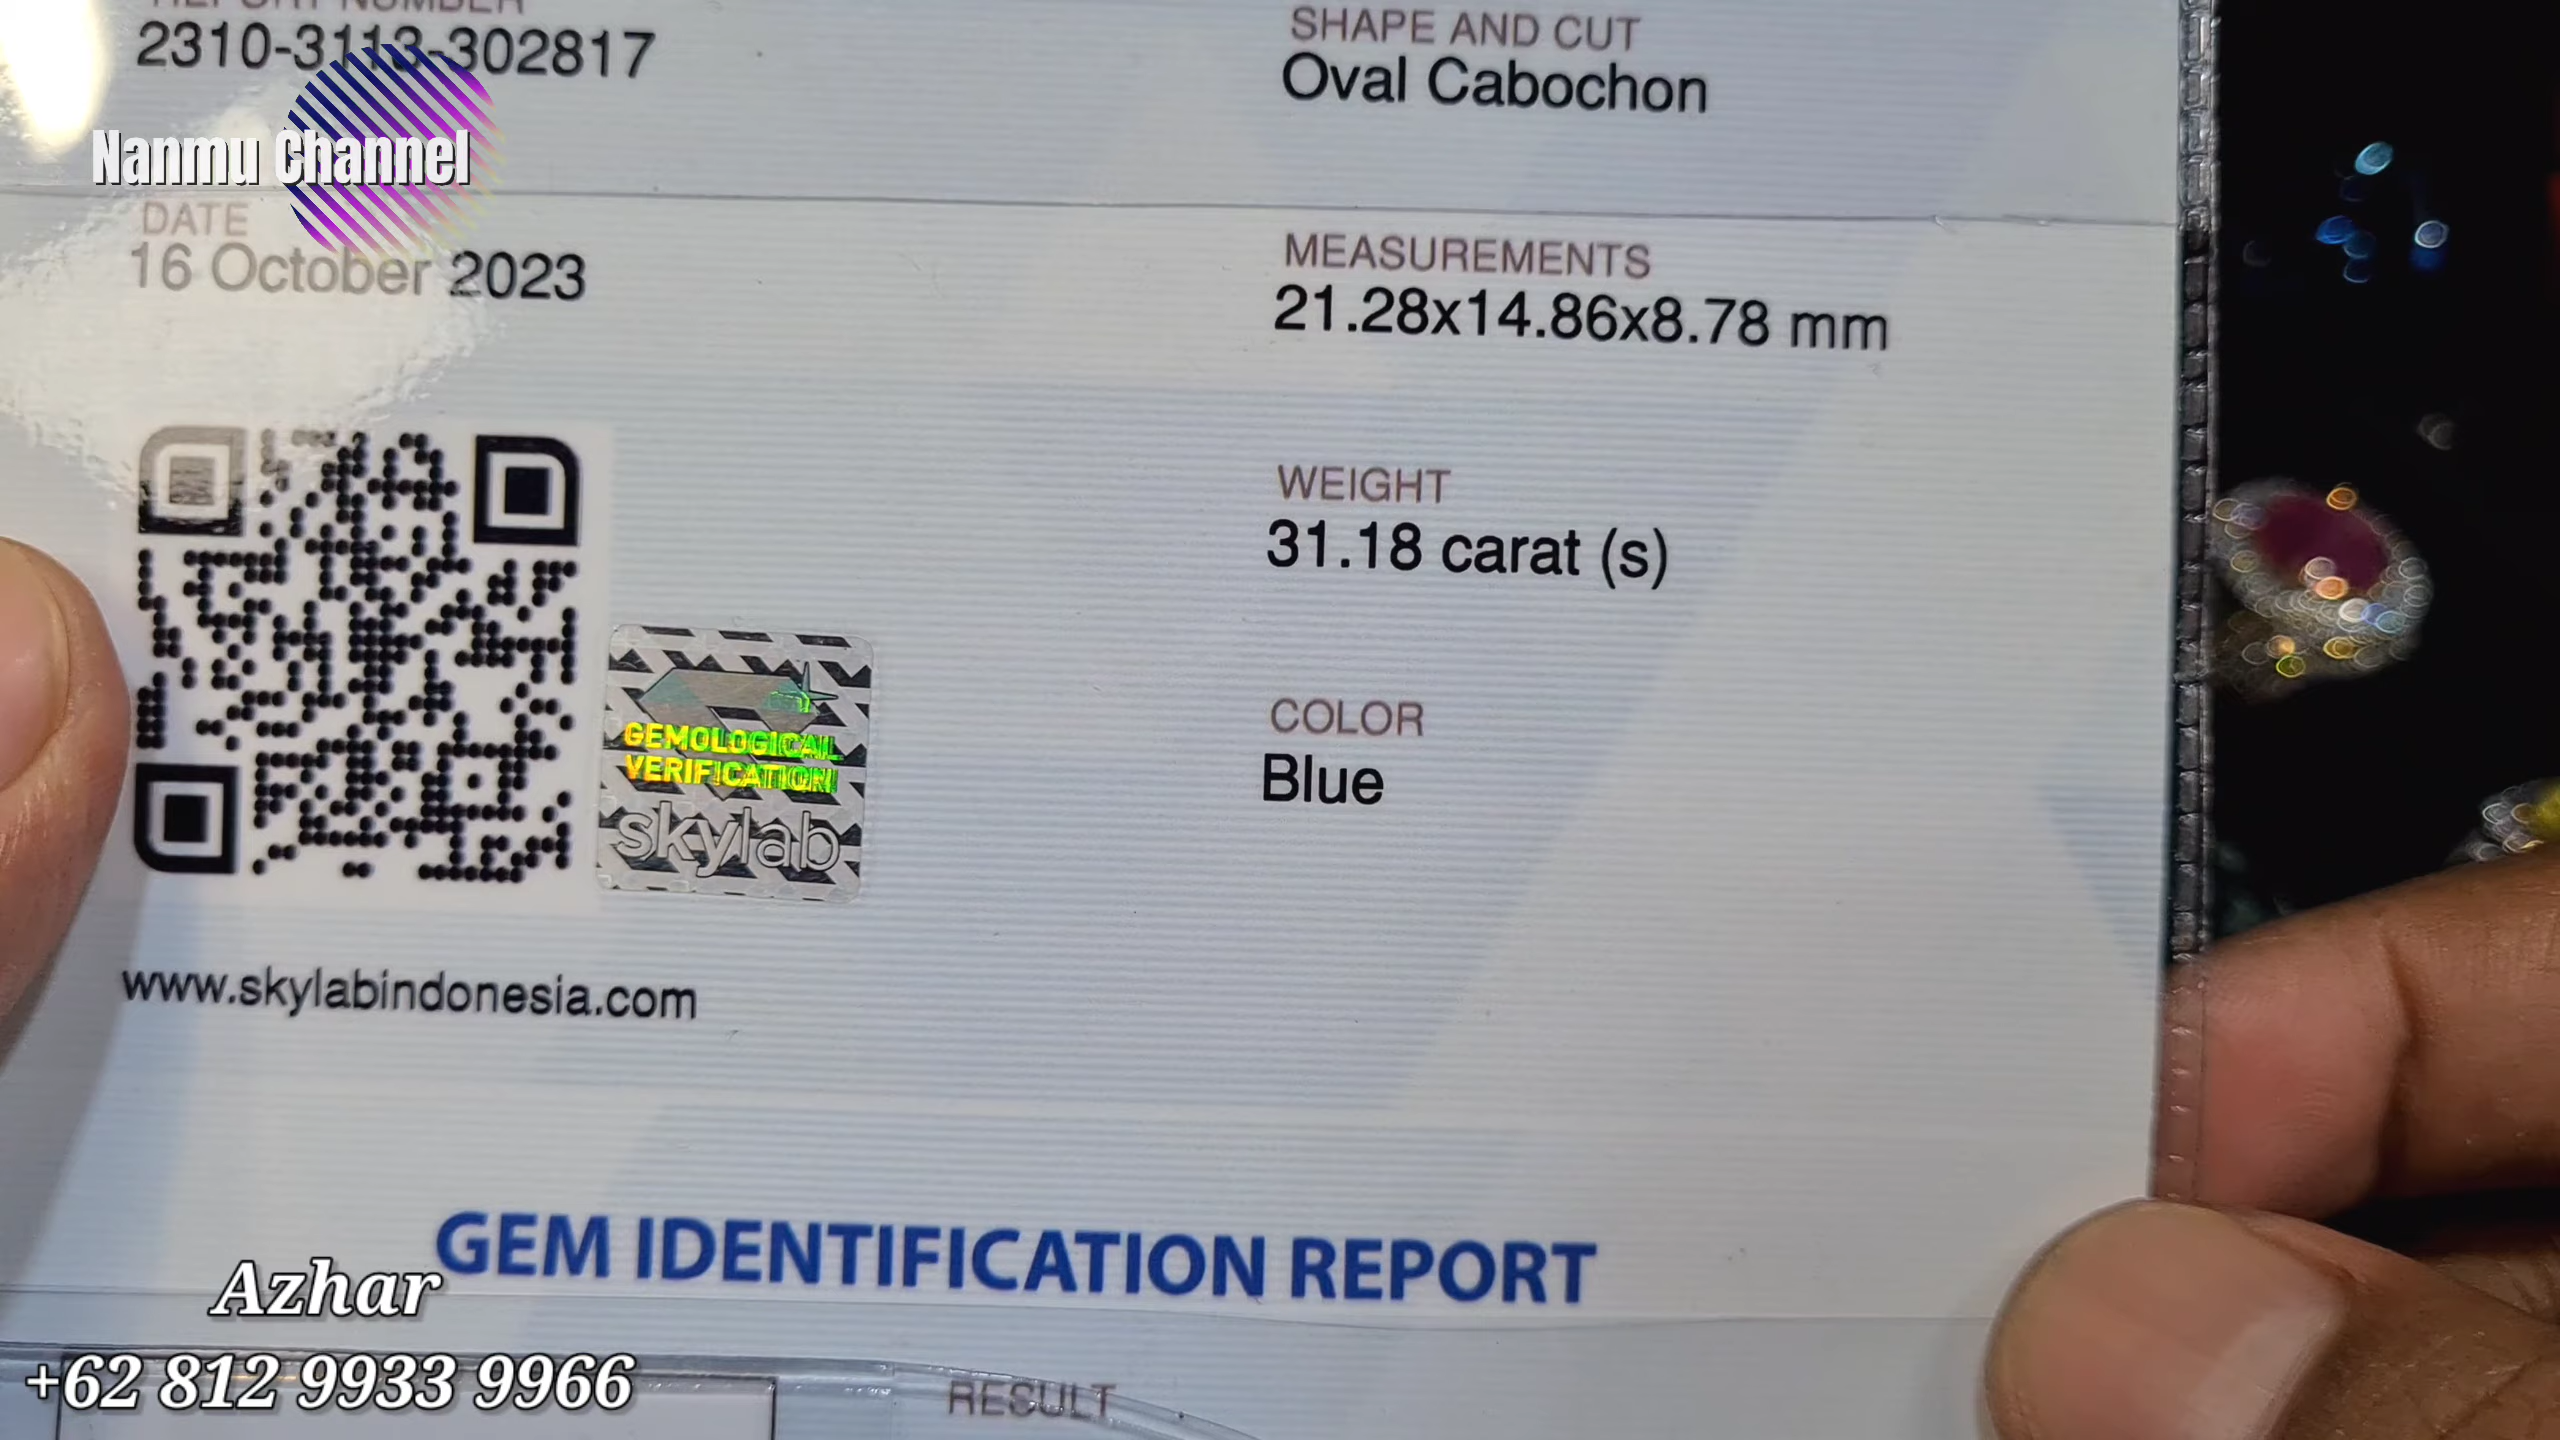 REPORT NUMBER
2310-3113-302817
Nanmu Channel
DATE
16 October 2023
GEMOLOGICAL
VERIFICATION
skylab
www.skylabindonesia.com
SHAPE AND CUT
Oval Cabochon
MEASUREMENTS
21.28x14.86x8.78 mm
WEIGHT
31.18 carat (s)
COLOR
Blue
GEM IDENTIFICATION REPORT
Azhar
+62 812 9933 9966
RESULT